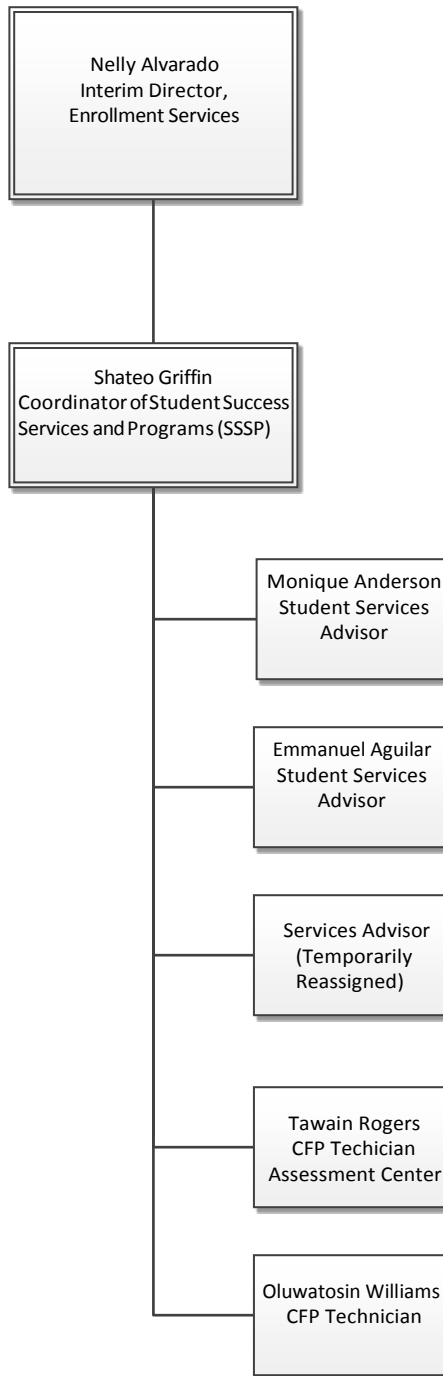 Nelly Alvarado
Interim Director,
Enrollment Services
Shateo Griffin
Coordinator of Student Success
Services and Programs (SSSP)
Monique Anderson
Student Services
Advisor
Emmanuel Aguilar
Student Services
Advisor
Services Advisor
(Temporarily
Reassigned)
Tawain Rogers
CFP Techician
Assessment Center
Oluwatosin Williams
CFP Technician